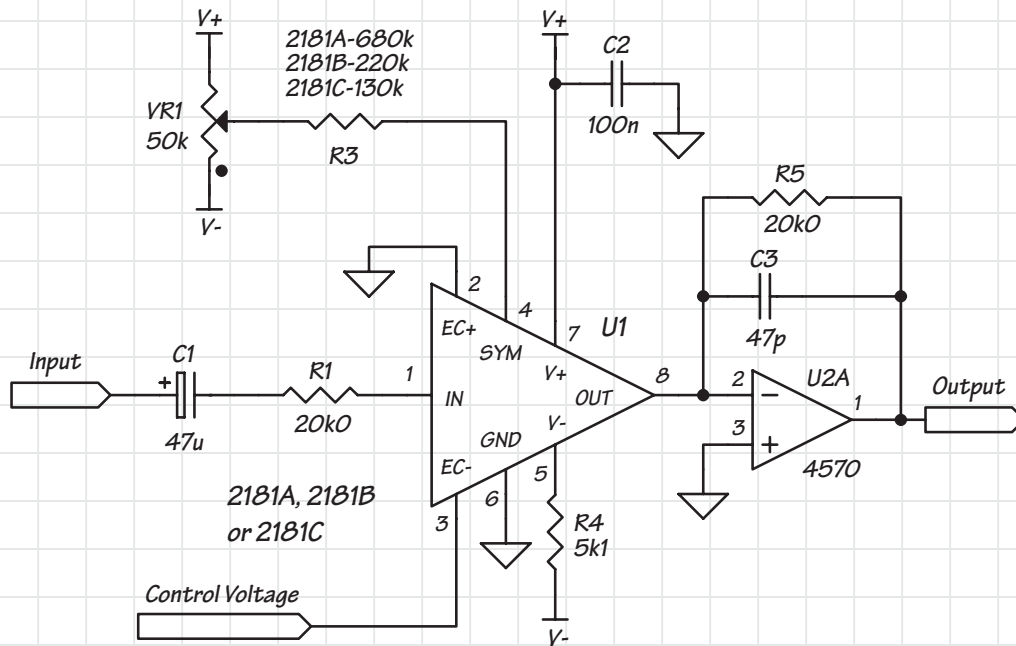 V+
V+
2181A-680k
2181B-220k
2181C-130k
C2
VR1
50k
R3
100n
V-
R5
20k0
C3
47p
2
4
7
U1
EC+
SYM
V+
Input
C1
+
47u
R1
20k0
1
IN
OUT
8
V-
GND
EC-
5
6
3
2
3
-
+
U2A
1
4570
Output
2181A, 2181B
or 2181C
R4
5k1
Control Voltage
V-